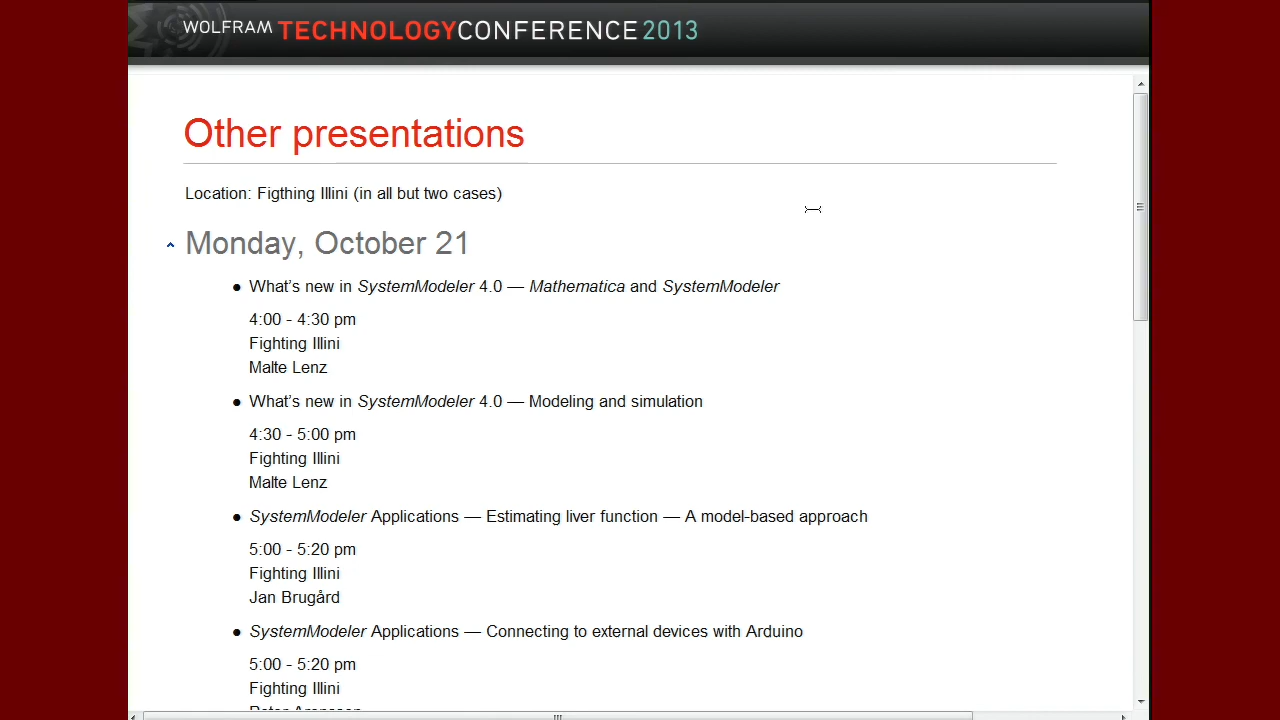 WOLFRAM TECHNOLOGYCONFERENCE 2013
Other presentations
Location: Figthing Illini (in all but two cases)
Monday, October 21
● What's new in SystemModeler 4.0 — Mathematica and SystemModeler
4:00 - 4:30 pm
Fighting Illini
Malte Lenz
● What's new in SystemModeler 4.0 — Modeling and simulation
4:30 - 5:00 pm
Fighting Illini
Malte Lenz
● SystemModeler Applications — Estimating liver function — A model-based approach
5:00 - 5:20 pm
Fighting Illini
Jan Brugård
● SystemModeler Applications — Connecting to external devices with Arduino
5:00 - 5:20 pm
Fighting Illini